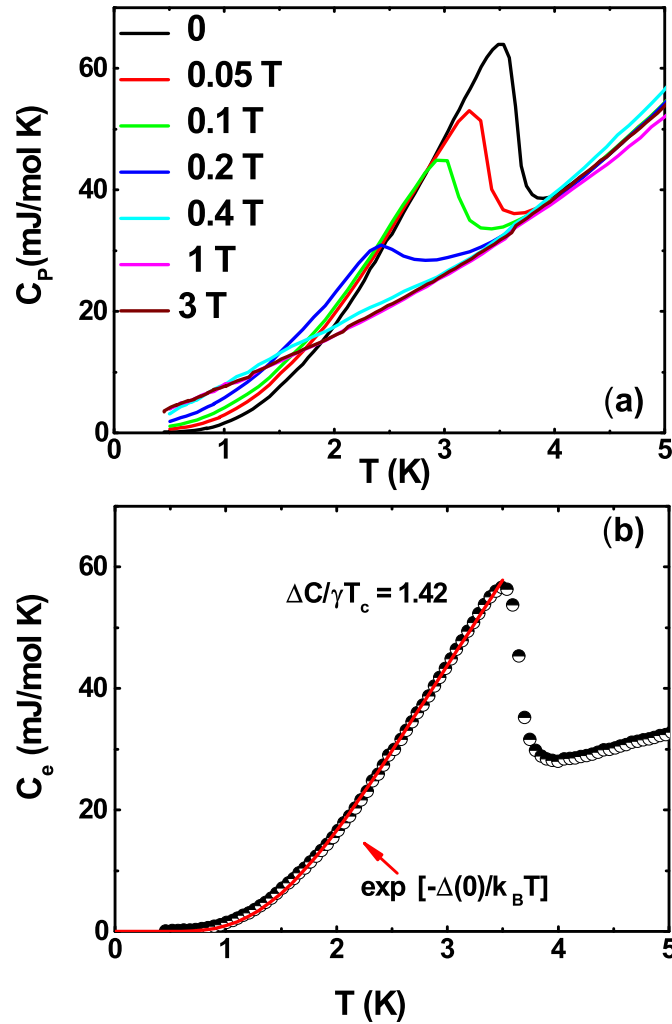 0
0.05 T
0.1 T
0.2 T
0.4 T
1 T
3 T
60
40
20
0
C_P(mJ/mol K)
(a)
0 1 2 3 4 5
T (K)
(b)
ΔC/γT_c = 1.42
60
40
20
0
C_e (mJ/mol K)
exp [-Δ(0)/k_BT]
0 1 2 3 4 5
T (K)